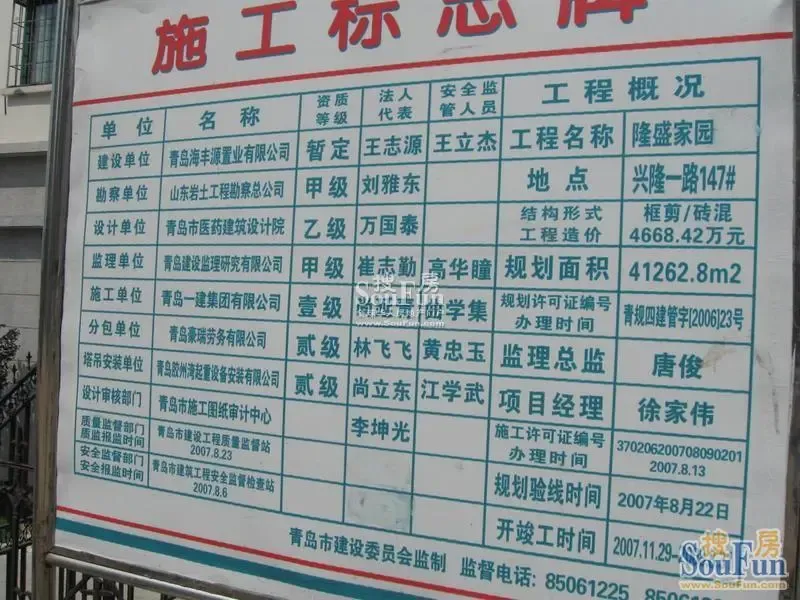 施工标志牌
单位 名称 资质等级 法人代表 安全监管人员 工程概况
建设单位 青岛海丰源置业有限公司 暂定 王志源 王立杰 工程名称 隆盛家园
勘察单位 山东岩土工程勘察总公司 甲级 刘雅东 地点 兴隆一路147#
设计单位 青岛市医药建筑设计院 乙级 万国泰 结构形式 框剪/砖混
工程造价 4668.42万元
监理单位 青岛建设监理研究有限公司 甲级 崔志勤 高华瞳 规划面积 41262.8m2
施工单位 青岛一建集团有限公司 壹级 学集 规划许可证编号 办理时间 青规四建管字[2006]23号
分包单位 青岛豪瑞劳务有限公司 贰级 林飞飞 黄忠玉 监理总监 唐俊
塔吊安装单位 青岛胶州湾起重设备安装有限公司 贰级 尚立东 江学武 项目经理 徐家伟
设计审核部门 青岛市施工图纸审计中心 李坤光 施工许可证编号 370206200708090201
办理时间 2007.8.13
质量监督部门 青岛市建设工程质量监督站
质监报监时间 2007.8.23
规划验线时间 2007年8月22日
安全监督部门 青岛市建筑工程安全监督检查站
安全报监时间 2007.8.6
开竣工时间 2007.11.29-
青岛市建设委员会监制 监督电话: 85061225
搜房
SouFun
www.SouFun.com
搜房
SouFun
www.SouFun.com